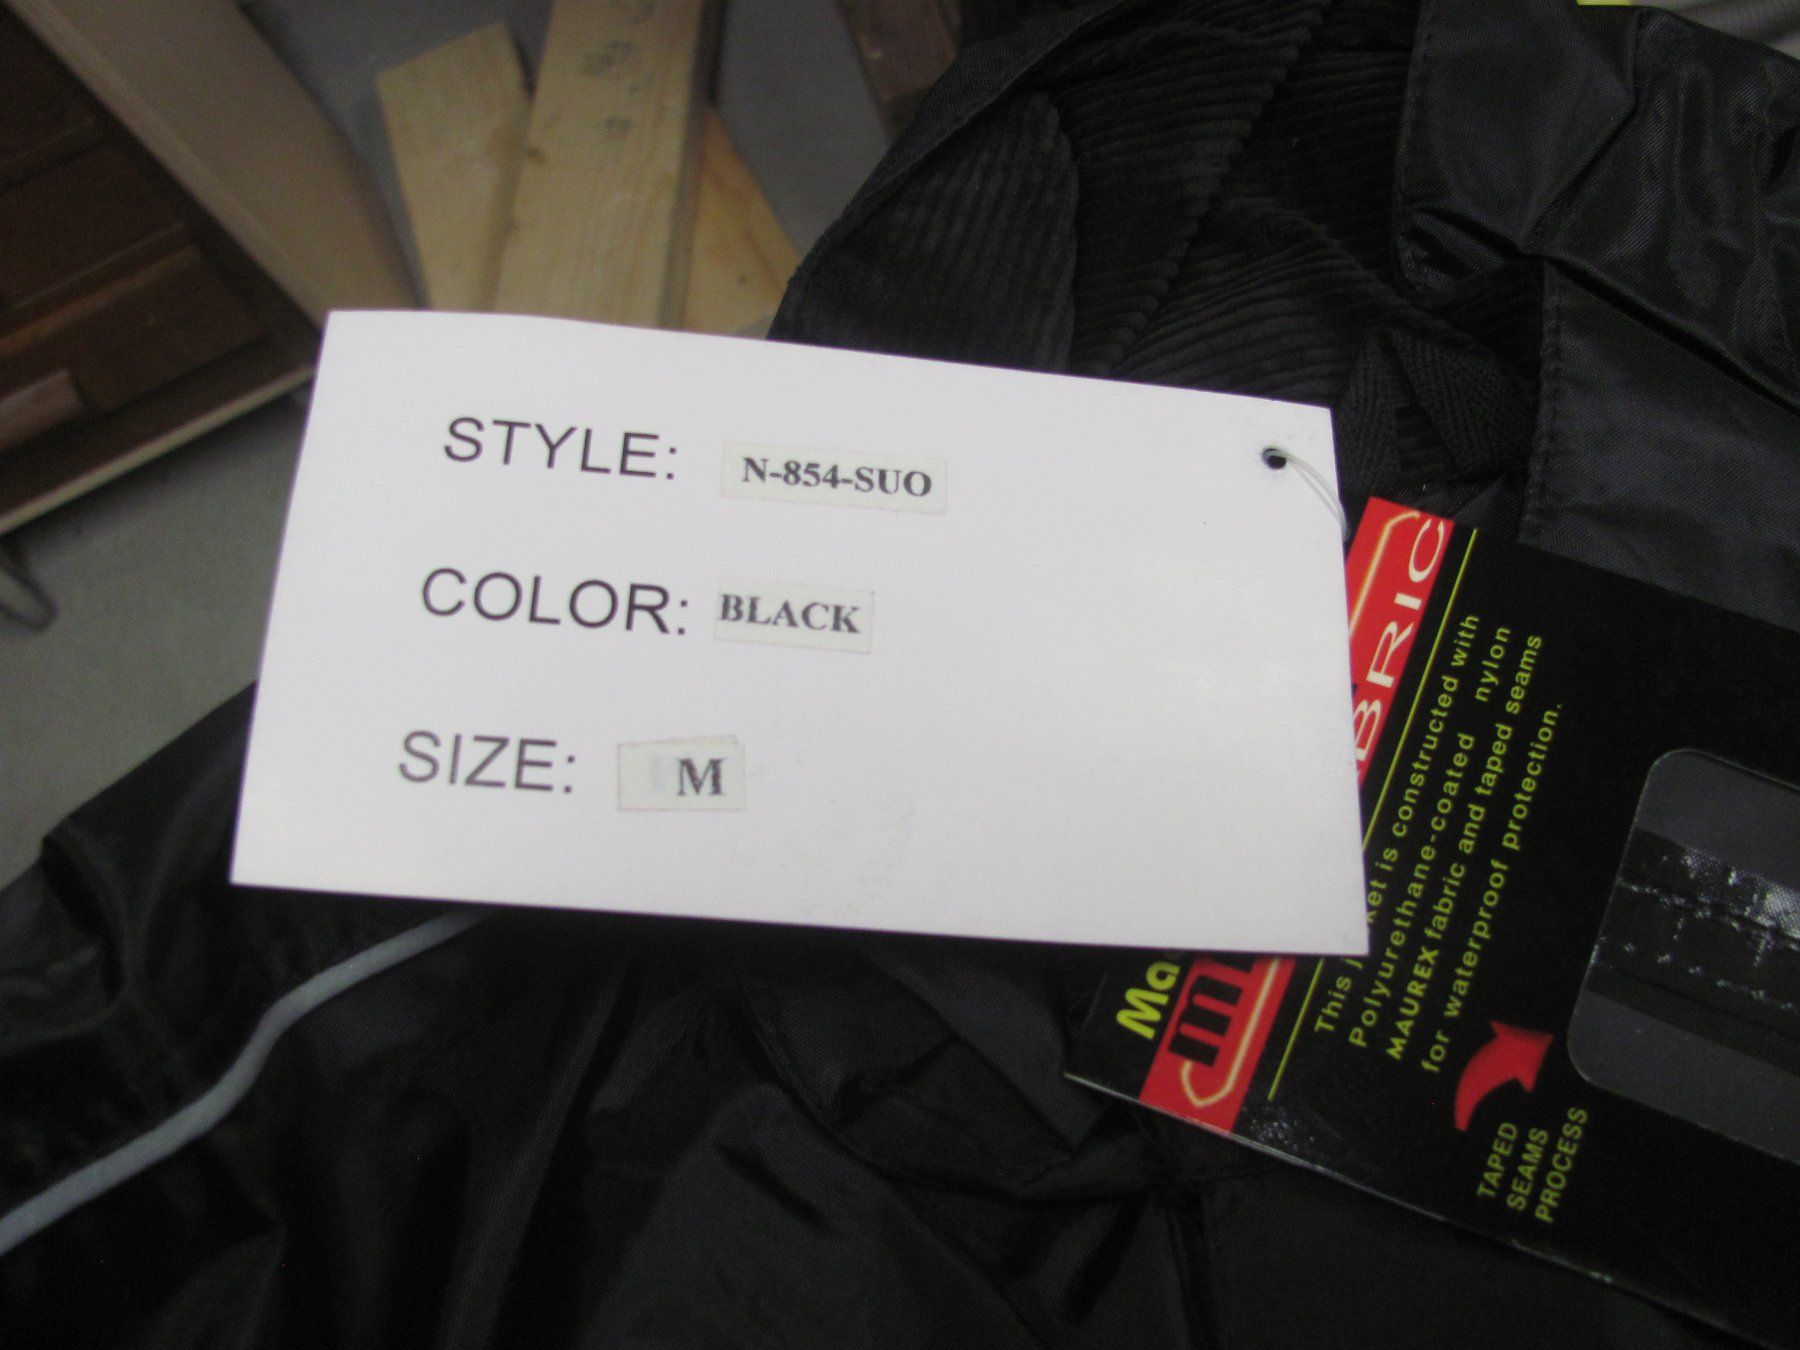 STYLE: N-854-SUO
COLOR: BLACK
SIZE: M
Ma
BRIC
This jacket is constructed with
Polyurethane-coated nylon
MAUREX fabric and taped seams
for waterproof protection.
TAPED
SEAMS
PROCESS